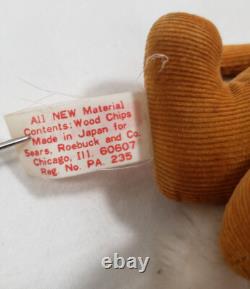 All NEW Material
Contents: Wood Chips
Made in Japan for
Sears, Roebuck and Co.
Chicago, Ill. 60607
Reg. No. PA. 235